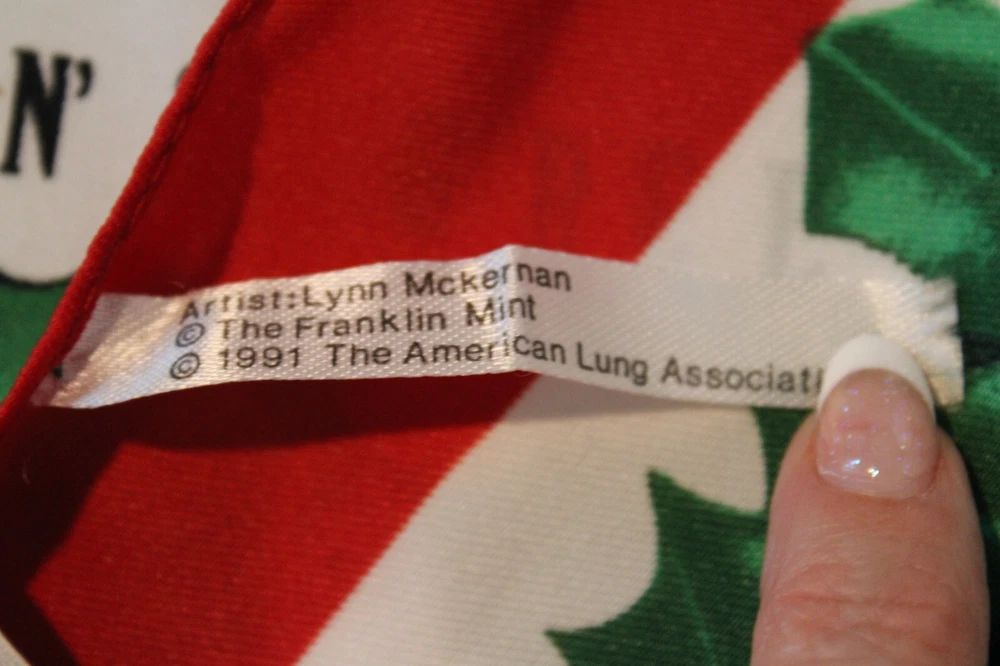 N'
Artist:Lynn Mckernan
© The Franklin Mint
© 1991 The American Lung Associati